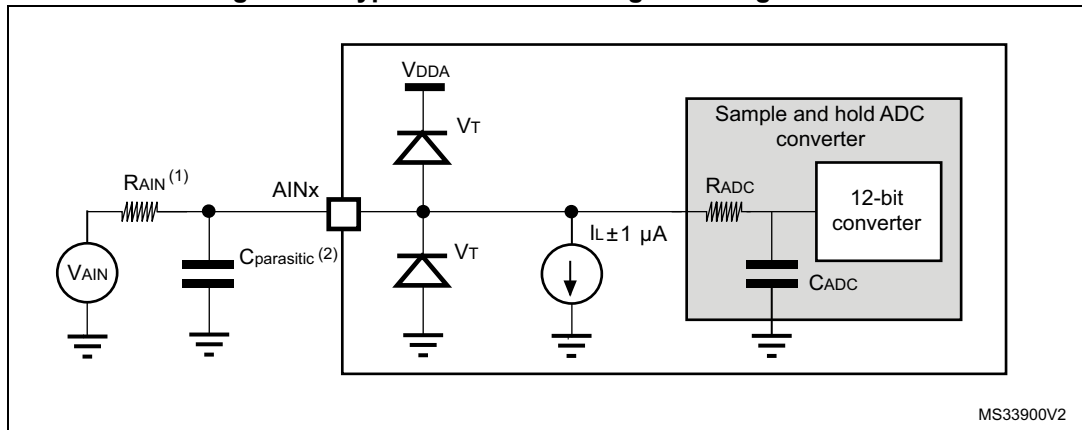 VDDA
VT
Sample and hold ADC
converter
RAIN (1)
AINx
RADC
12-bit
converter
IL±1 µA
VAIN
Cparasitic (2)
VT
CADC
MS33900V2